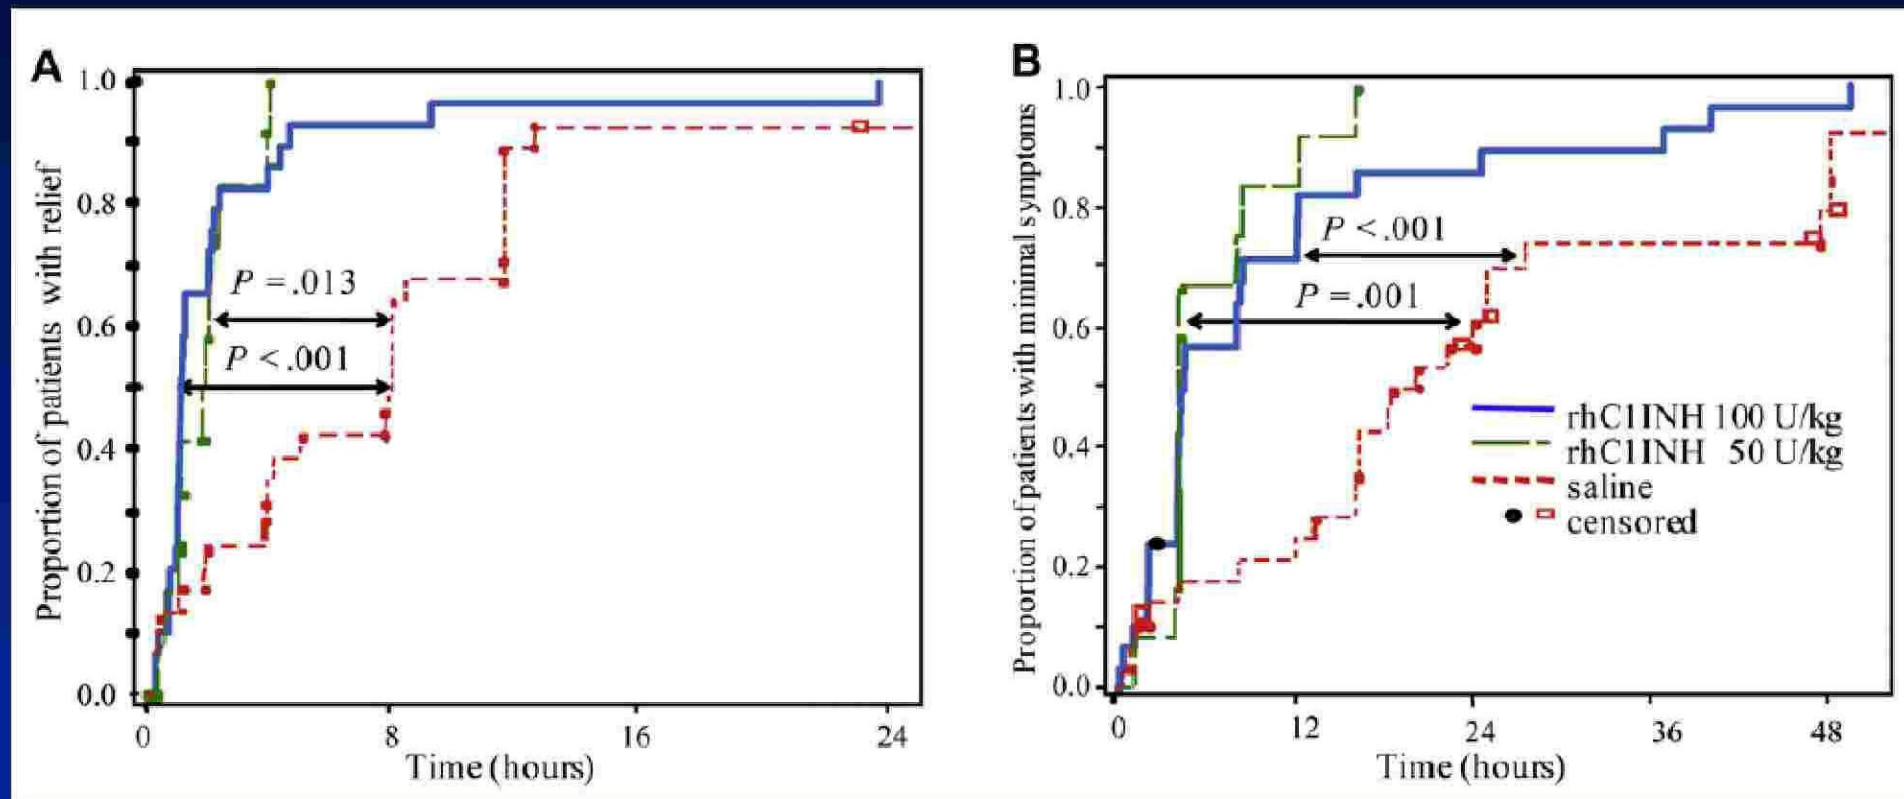 A
Proportion of patients with relief
1.0
0.8
0.6
0.4
0.2
0.0
P =.013
P <.001
0 8 16 24
Time (hours)
B
Proportion of patients with minimal symptoms
1.0
0.8
0.6
0.4
0.2
0.0
P <.001
P =.001
rhC1INH 100 U/kg
rhC1INH 50 U/kg
saline
censored
0 12 24 36 48
Time (hours)